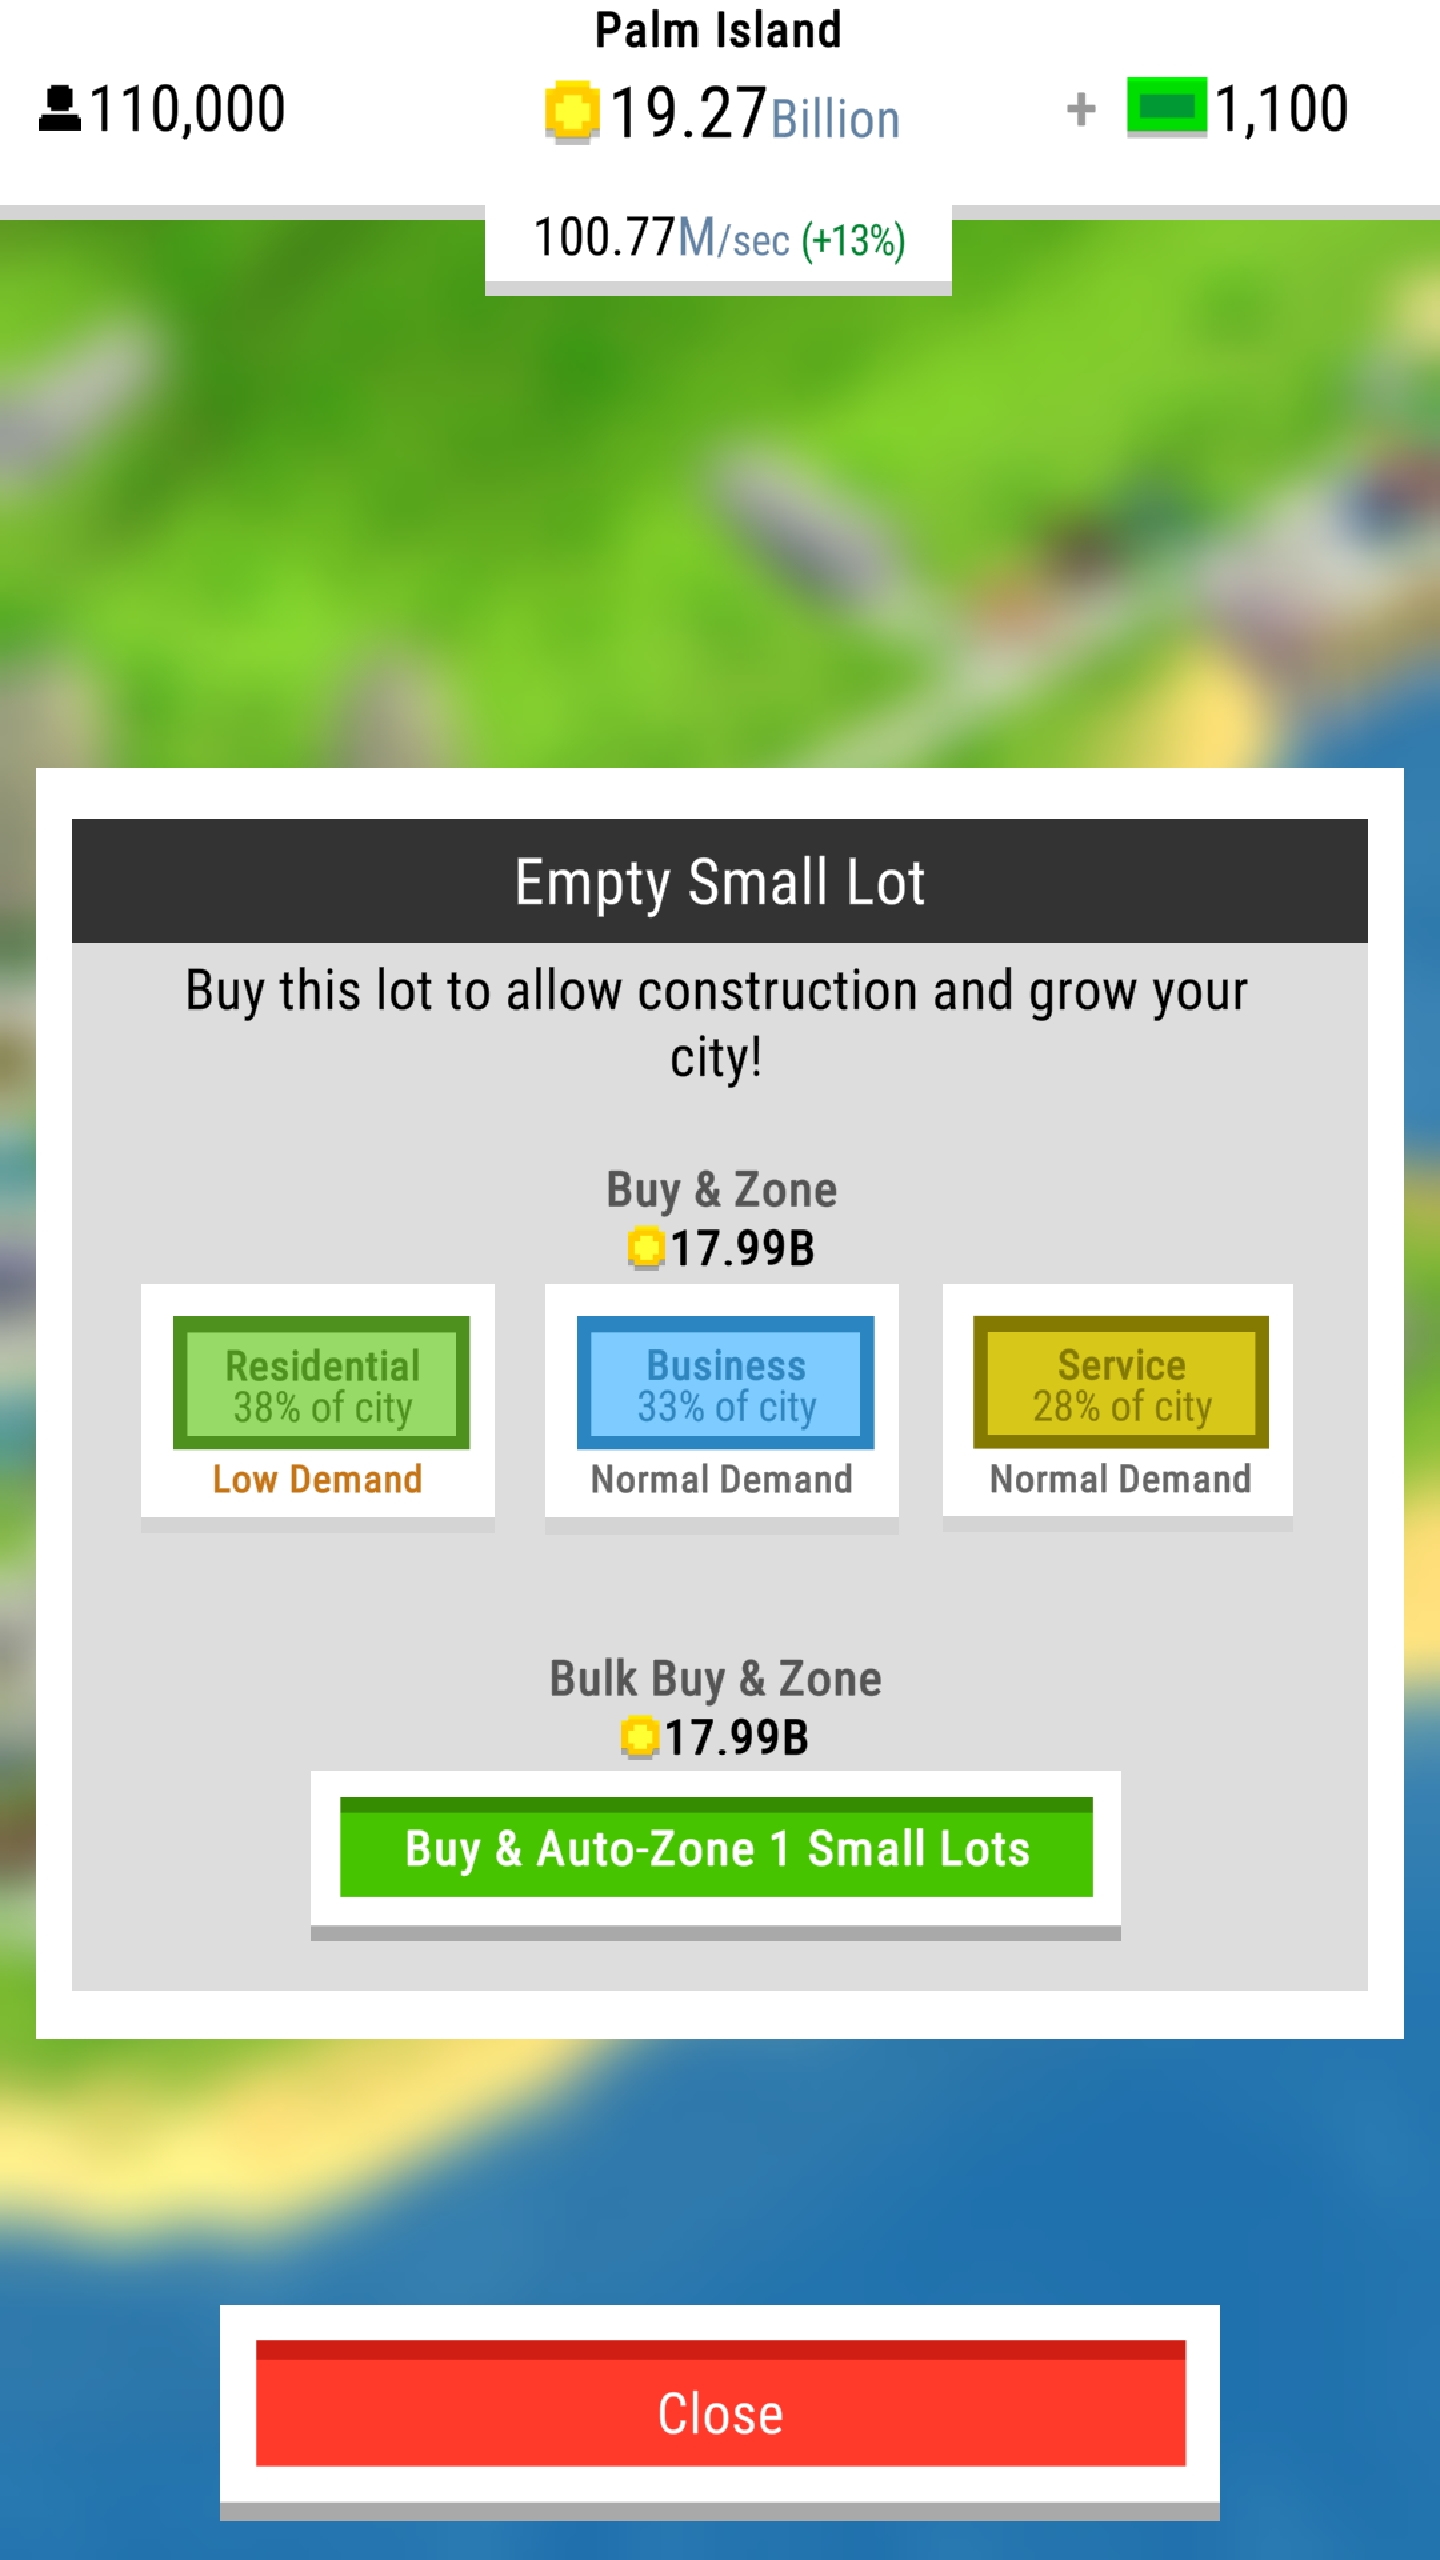 Palm Island
110,000
19.27Billion
+ 1,100
100.77M/sec (+13%)
Empty Small Lot
Buy this lot to allow construction and grow your
city!
Buy & Zone
17.99B
Residential
38% of city
Low Demand
Business
33% of city
Normal Demand
Service
28% of city
Normal Demand
Bulk Buy & Zone
17.99B
Buy & Auto-Zone 1 Small Lots
Close